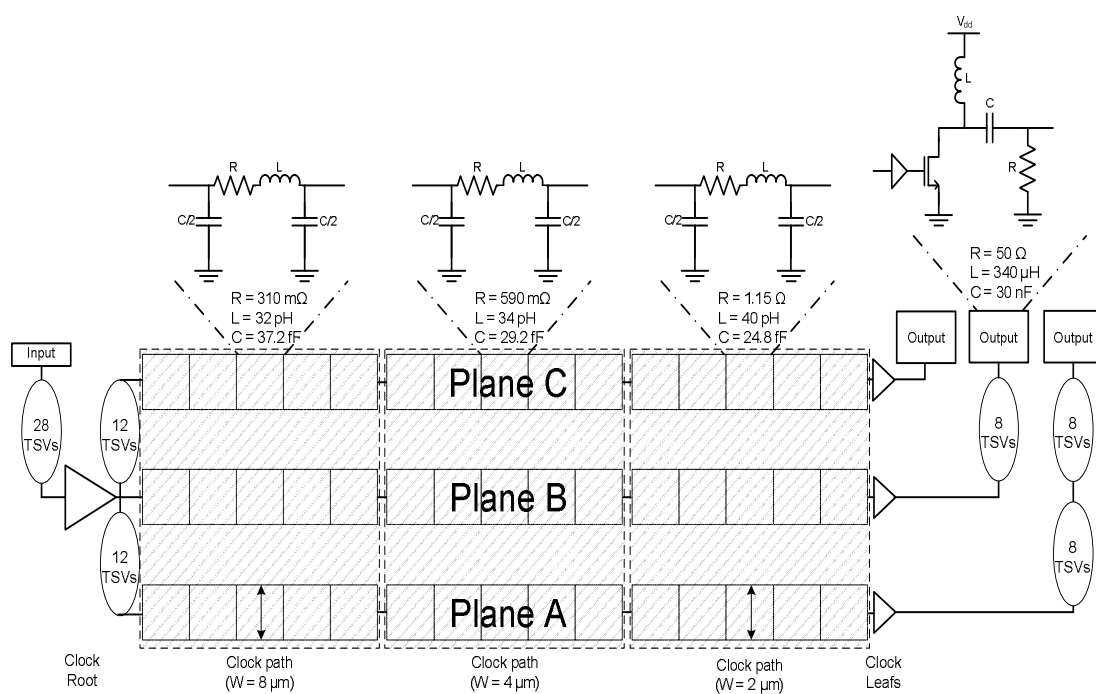 Vdd
L
C
R
R
L
C/2
C/2
R
L
C/2
C/2
R
L
C/2
C/2
R = 310 mΩ
L = 32 pH
C = 37.2 fF
R = 590 mΩ
L = 34 pH
C = 29.2 fF
R = 1.15 Ω
L = 40 pH
C = 24.8 fF
R = 50 Ω
L = 340 µH
C = 30 nF
Input
Output
Output
Output
28
TSVs
12
TSVs
Plane C
8
TSVs
8
TSVs
Plane B
12
TSVs
8
TSVs
Plane A
Clock
Root
Clock path
(W = 8 µm)
Clock path
(W = 4 µm)
Clock path
(W = 2 µm)
Clock
Leafs